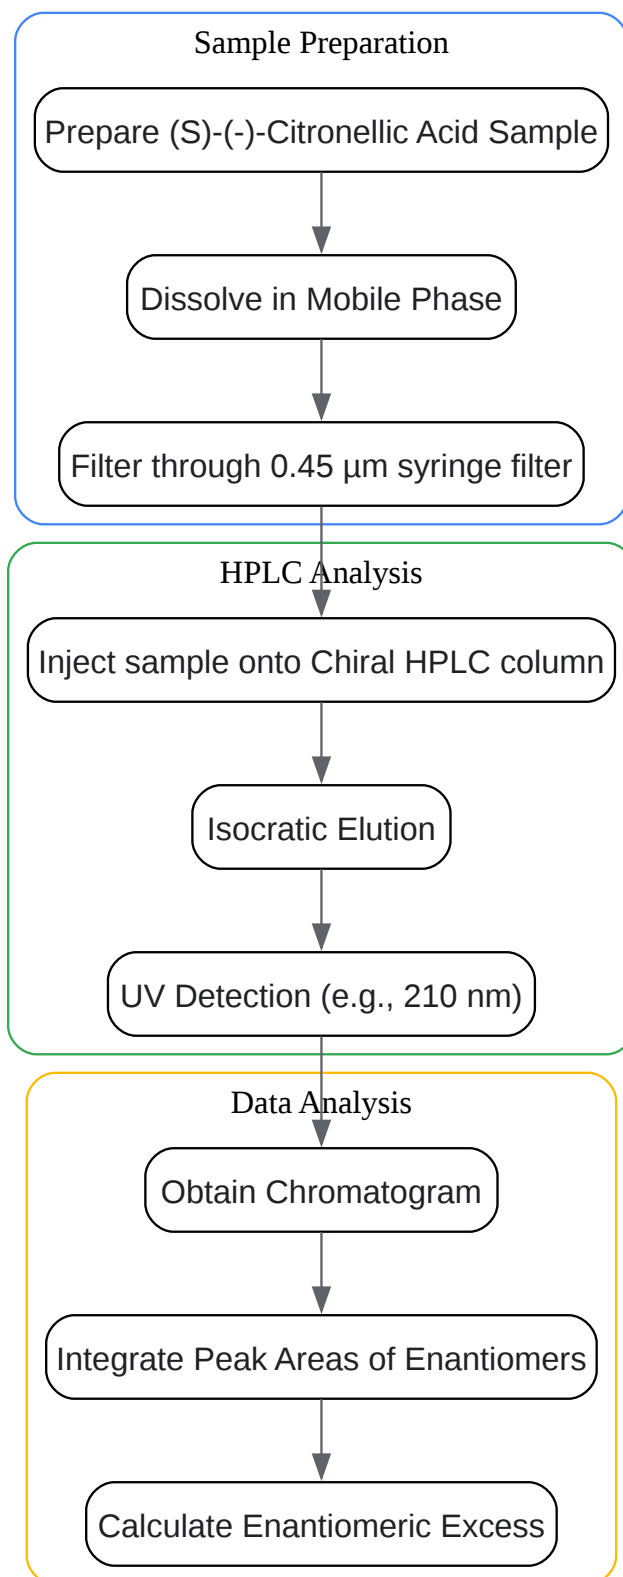 Sample Preparation
Prepare (S)-(-)-Citronellic Acid Sample
Dissolve in Mobile Phase
Filter through 0.45 µm syringe filter
HPLC Analysis
Inject sample onto Chiral HPLC column
Isocratic Elution
UV Detection (e.g., 210 nm)
Data Analysis
Obtain Chromatogram
Integrate Peak Areas of Enantiomers
Calculate Enantiomeric Excess